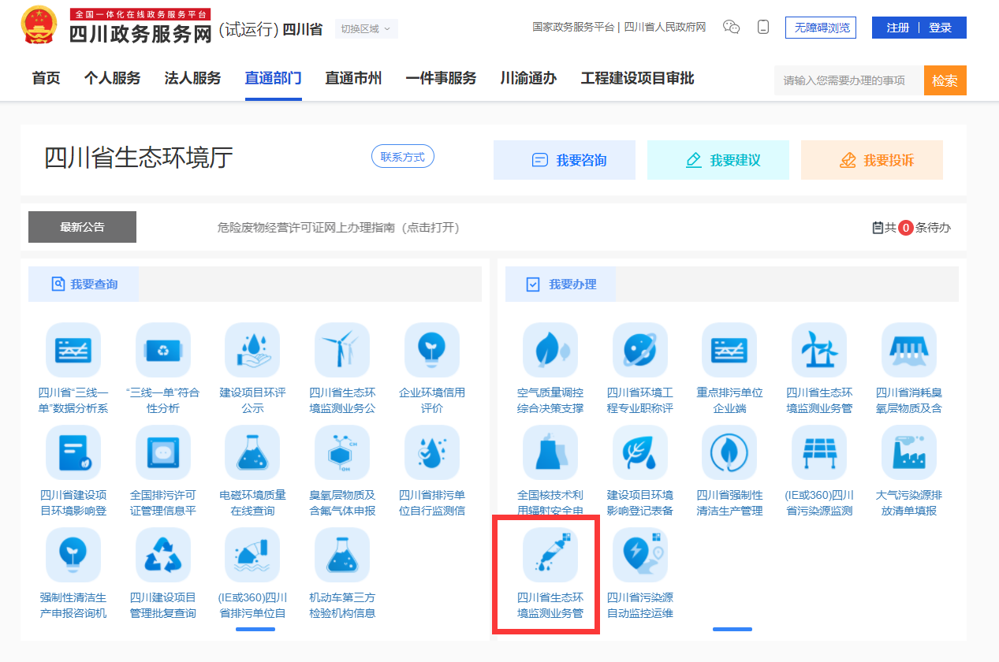 全国一体化在线政务服务平台
四川政务服务网 (试运行) 四川省 切换区域
国家政务服务平台 | 四川省人民政府网 无障碍浏览 注册 登录
首页 个人服务 法人服务 直通部门 直通市州 一件事服务 川渝通办 工程建设项目审批
请输入您需要办理的事项 检索
四川省生态环境厅 联系方式 我要咨询 我要建议 我要投诉
最新公告 危险废物经营许可证网上办理指南（点击打开） 共 0 条待办
我要查询
四川省“三线一
单”数据分析系
“三线一单”符合
性分析
建设项目环评
公示
四川省生态环
境监测业务公
企业环境信用
评价
四川省建设项
目环境影响登
全国排污许可
证管理信息平
电磁环境质量
在线查询
CH
OH
臭氧层物质及
含氟气体申报
四川省排污单
位自行监测信
强制性清洁生
产申报咨询机
四川建设项目
管理批复查询
(IE或360)四川
省排污单位自
机动车第三方
检验机构信息
我要办理
空气质量调控
综合决策支撑
四川省环境工
程专业职称评
重点排污单位
企业端
四川省生态环
境监测业务管
四川省消耗臭
氧层物质及含
全国核技术利
用辐射安全申
建设项目环境
影响登记表备
四川省强制性
清洁生产管理
(IE或360)四川
省污染源监测
大气污染源排
放清单填报
四川省生态环
境监测业务管
四川省污染源
自动监控运维